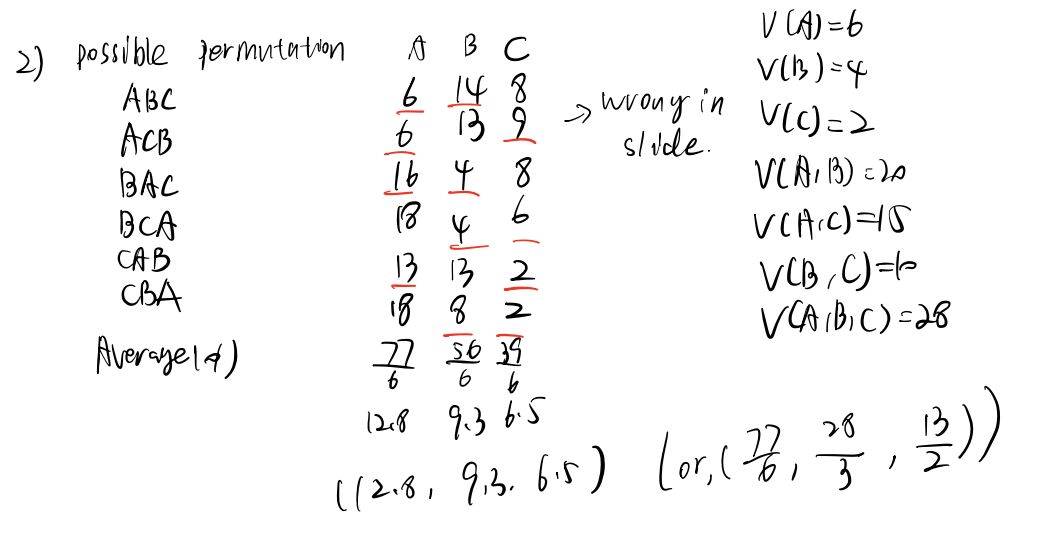 2) possible permutation A B C
ABC 6 14 8
ACB 6 13 9
BAC 16 4 8
BCA 18 4 6
CAB 13 13 2
CBA 18 8 2
Average(ϕ) 77/6 56/6 39/6
12.8 9.3 6.5
(12.8, 9.3. 6.5) (or, (77/6, 28/3, 13/2))
→ wrong in
slide.
V(A)=6
V(B)=4
V(C)=2
V(A,B)=20
V(A,C)=15
V(B,C)=10
V(A,B,C)=28